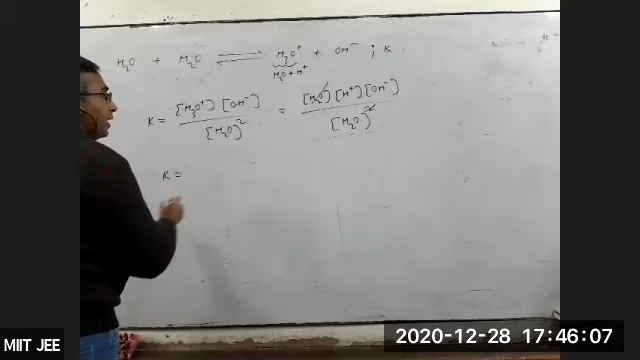 H₂O + H₂O ⇌ H₃O⁺ + OH⁻ ; K
H₂O + H⁺
K = [H₃O⁺] [OH⁻] / [H₂O]² = [H₂O] [H⁺] [OH⁻] / [H₂O]²
K =
MIIT JEE
2020-12-28 17:46:07